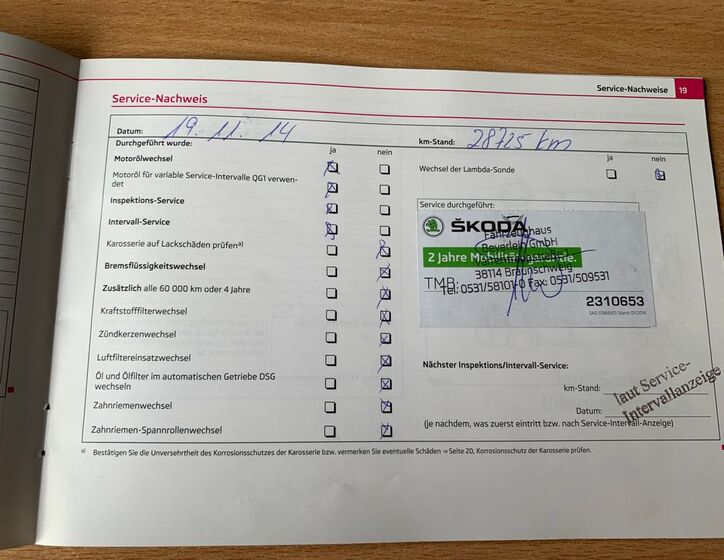 Service-Nachweise 19
Service-Nachweis
Datum: 19. 11. 14
km-Stand: 28725 km
Durchgeführt wurde:
ja nein
Motorölwechsel
Motoröl für variable Service-Intervalle QG1 verwen-
det
Inspektions-Service
Intervall-Service
Karosserie auf Lackschäden prüfen a)
Bremsflüssigkeitswechsel
Zusätzlich alle 60 000 km oder 4 Jahre
Kraftstofffilterwechsel
Zündkerzenwechsel
Luftfiltereinsatzwechsel
Öl und Ölfilter im automatischen Getriebe DSG
wechseln
Zahnriemenwechsel
Zahnriemen-Spannrollenwechsel
ja nein
Wechsel der Lambda-Sonde
Service durchgeführt:
ŠKODA
Fahrzeughaus
Beyerlein GmbH
2 Jahre Mobilitätsgarantie.
38114 Braunschweig
TMB
Tel: 0531/58101-0 Fax: 0531/509531
2310653
Nächster Inspektions/Intervall-Service:
km-Stand:
Datum:
laut Service-
Intervallanzeige
(je nachdem, was zuerst eintritt bzw. nach Service-Intervall-Anzeige)
a) Bestätigen Sie die Unversehrtheit des Korrosionsschutzes der Karosserie bzw. vermerken Sie eventuelle Schäden ⇒ Seite 20, Korrosionsschutz der Karosserie prüfen.